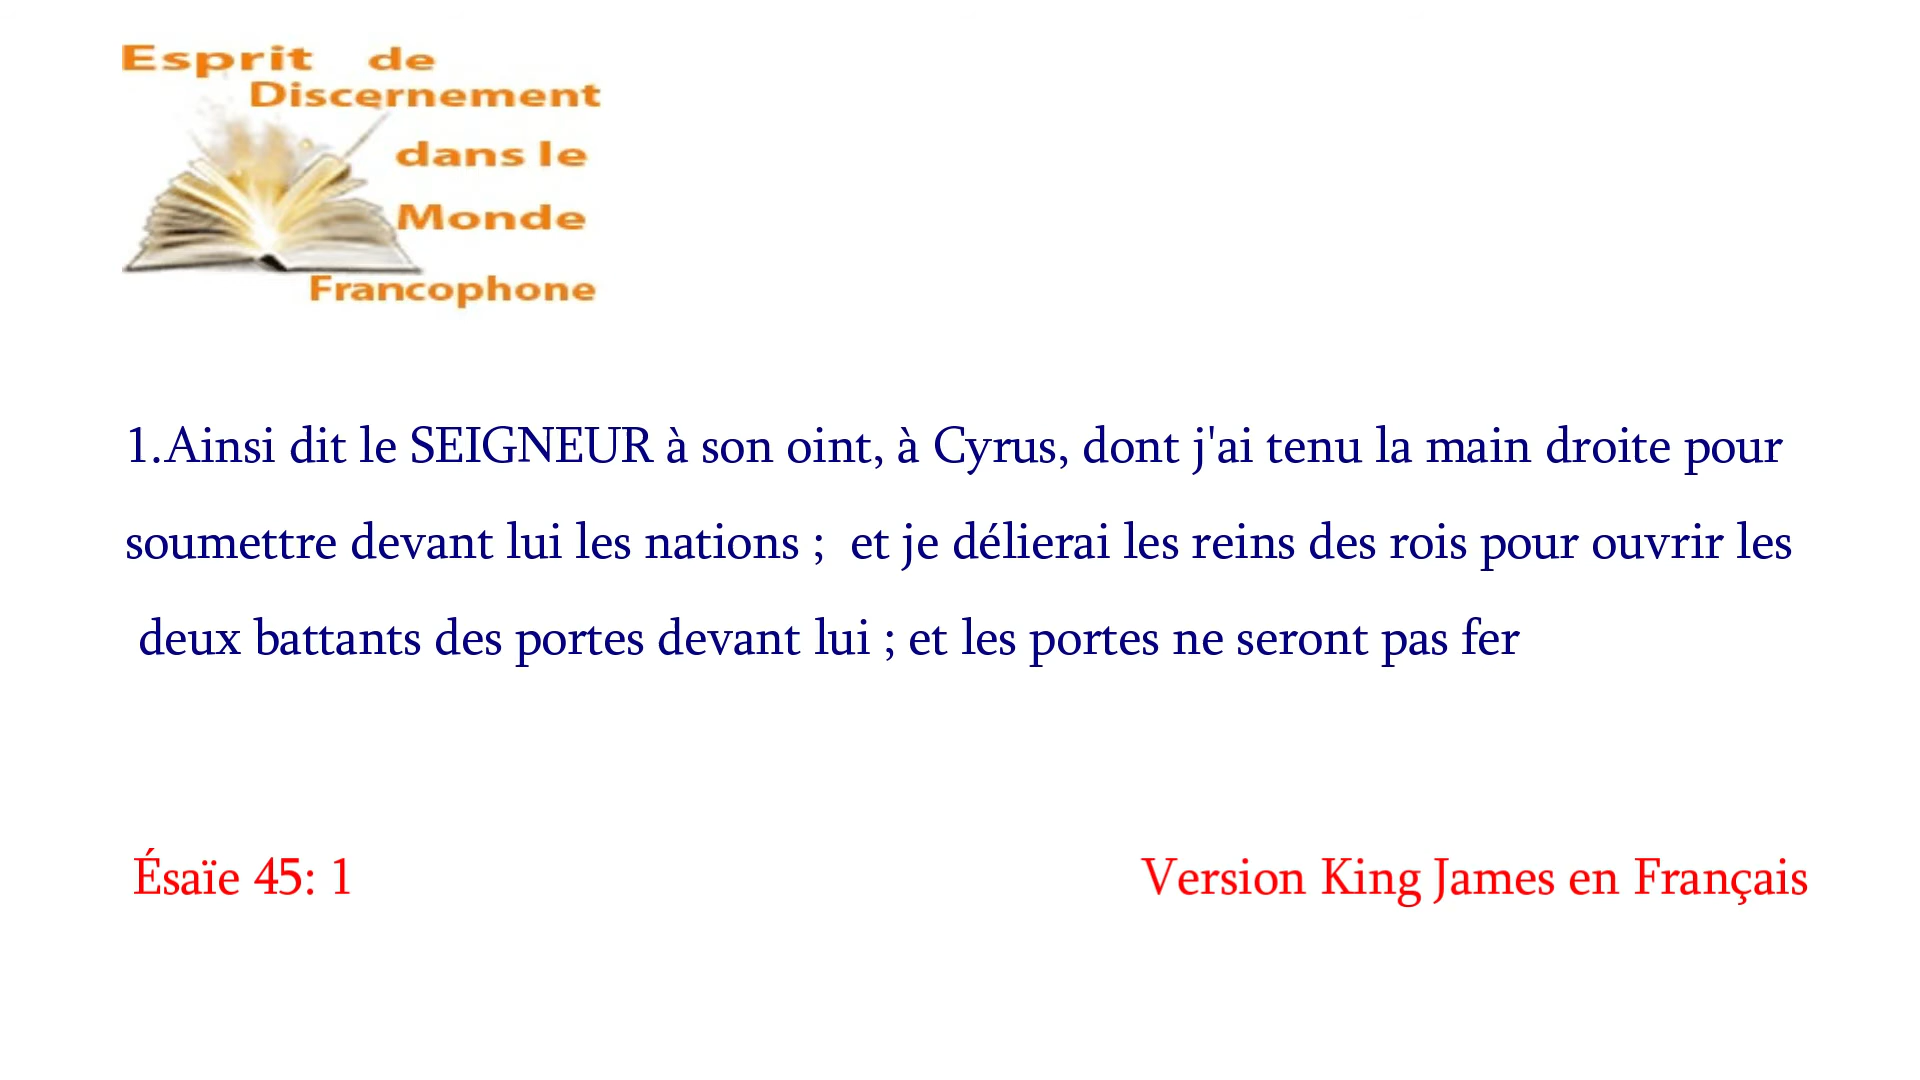 Esprit de
Discernement
dans le
Monde
Francophone
1.Ainsi dit le SEIGNEUR à son oint, à Cyrus, dont j'ai tenu la main droite pour
soumettre devant lui les nations ; et je délierai les reins des rois pour ouvrir les
deux battants des portes devant lui ; et les portes ne seront pas fer
Ésaïe 45: 1
Version King James en Français